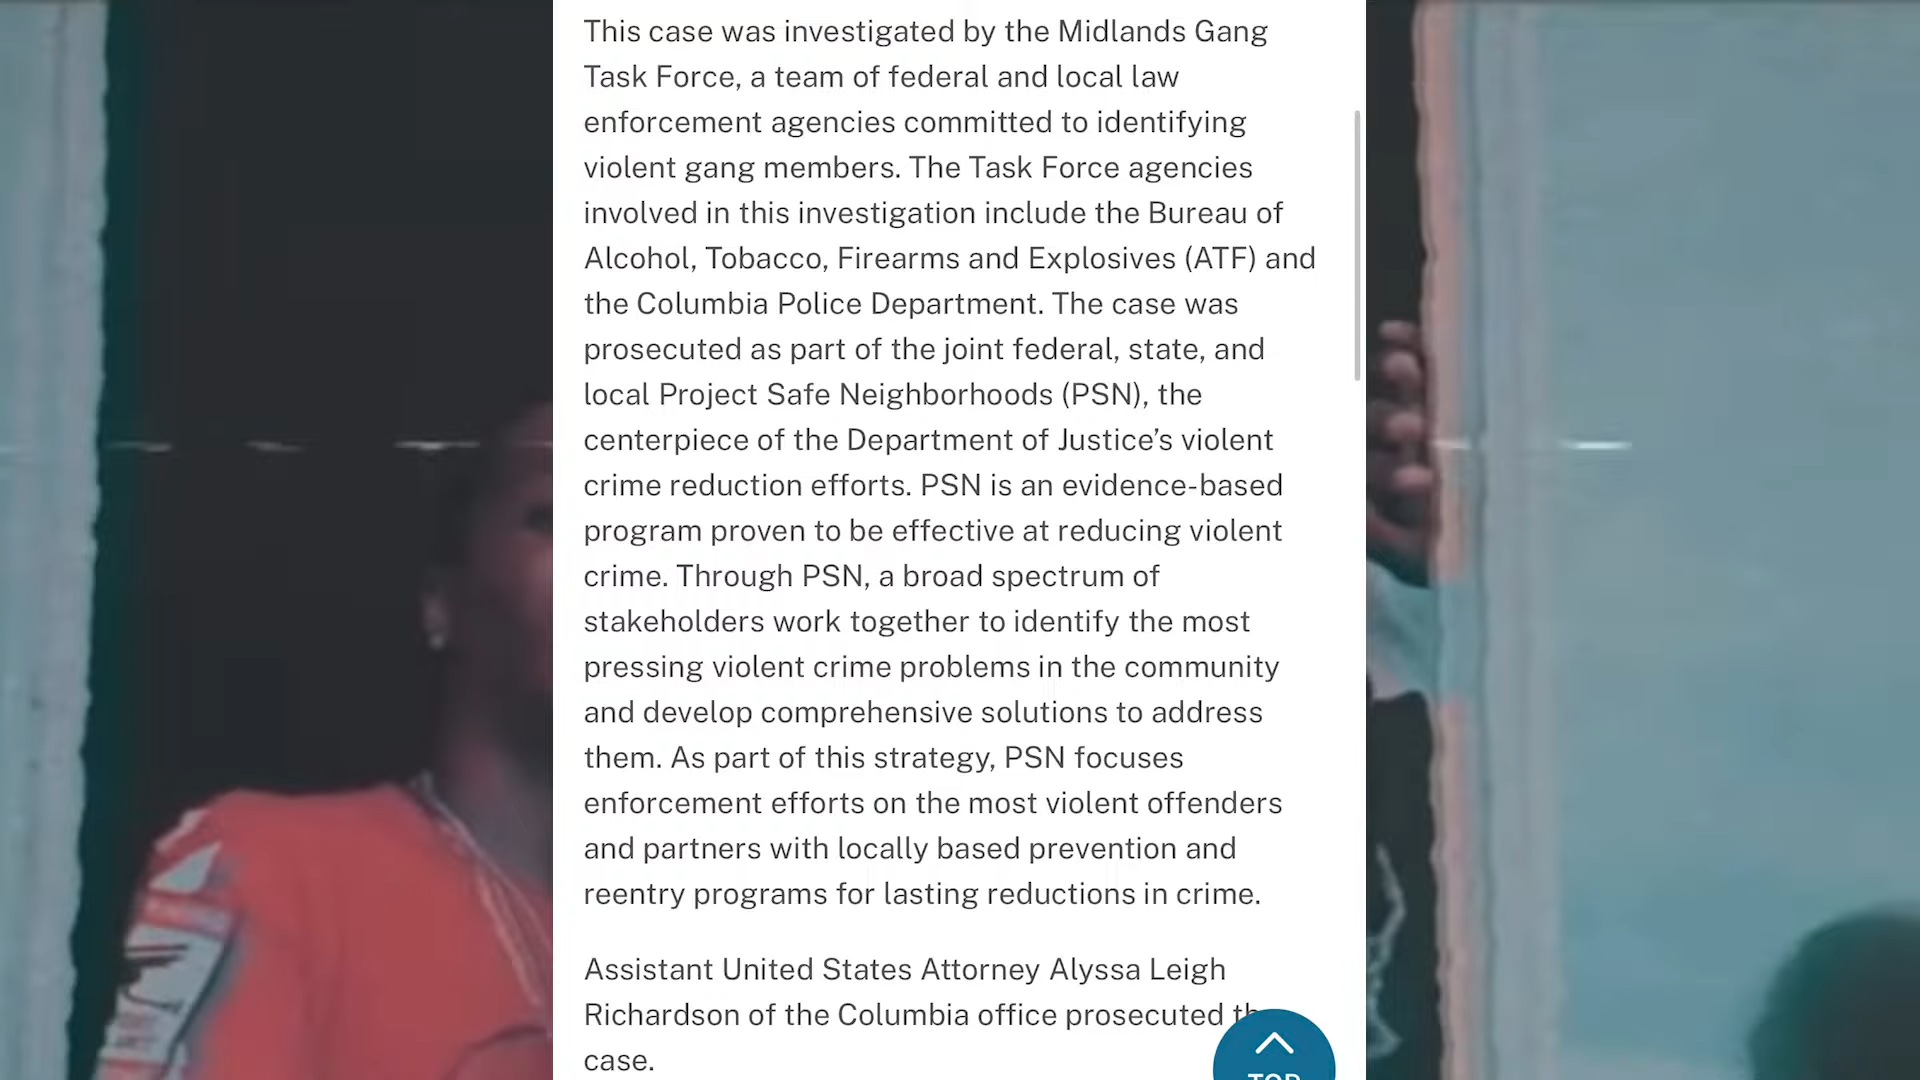 This case was investigated by the Midlands Gang
Task Force, a team of federal and local law
enforcement agencies committed to identifying
violent gang members. The Task Force agencies
involved in this investigation include the Bureau of
Alcohol, Tobacco, Firearms and Explosives (ATF) and
the Columbia Police Department. The case was
prosecuted as part of the joint federal, state, and
local Project Safe Neighborhoods (PSN), the
centerpiece of the Department of Justice’s violent
crime reduction efforts. PSN is an evidence-based
program proven to be effective at reducing violent
crime. Through PSN, a broad spectrum of
stakeholders work together to identify the most
pressing violent crime problems in the community
and develop comprehensive solutions to address
them. As part of this strategy, PSN focuses
enforcement efforts on the most violent offenders
and partners with locally based prevention and
reentry programs for lasting reductions in crime.
Assistant United States Attorney Alyssa Leigh
Richardson of the Columbia office prosecuted
case.
TOP